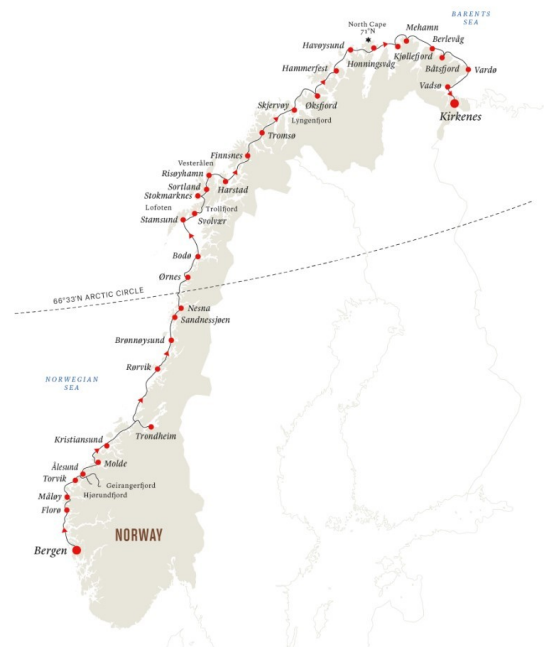 BARENTS
SEA
North Cape
71°N
Mehamn
Havøysund
Berlevåg
Kjøllefjord
Honningsvåg
Hammerfest
Båtsfjord
Vardø
Vadsø
Skjervøy
Øksfjord
Kirkenes
Lyngenfjord
Tromsø
Finnsnes
Vesterålen
Risøyhamn
Sortland
Harstad
Stokmarknes
Lofoten
Trollfjord
Stamsund
Svolvær
Bodø
Ørnes
66°33'N ARCTIC CIRCLE
Nesna
Sandnessjøen
Brønnøysund
Rørvik
NORWEGIAN
SEA
Trondheim
Kristiansund
Molde
Ålesund
Torvik
Geirangerfjord
Hjørundfjord
Måløy
Florø
NORWAY
Bergen